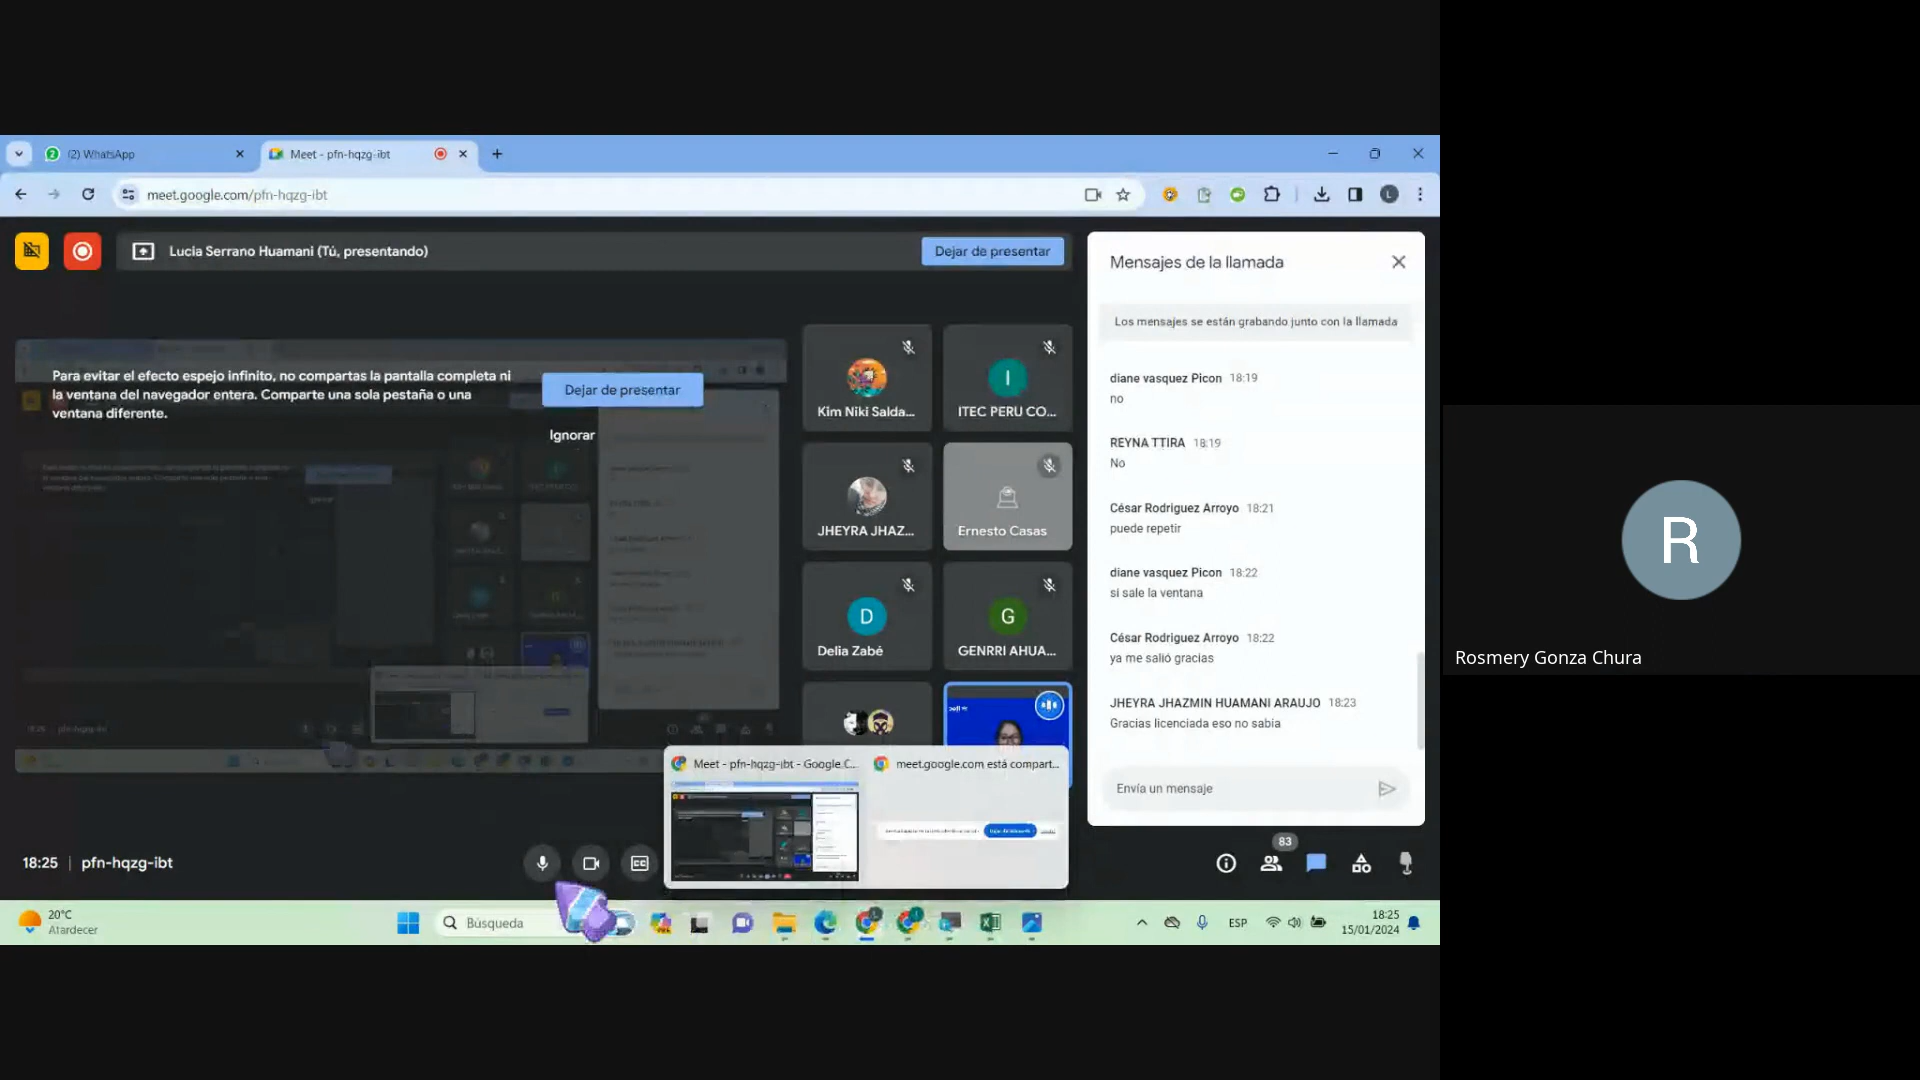 (2) WhatsApp
Meet - pfn-hqzg-ibt
meet.google.com/pfn-hqzg-ibt
L
Lucia Serrano Huamani (Tú, presentando)
Dejar de presentar
Para evitar el efecto espejo infinito, no compartas la pantalla completa ni
la ventana del navegador entera. Comparte una sola pestaña o una
ventana diferente.
Dejar de presentar
Ignorar
Kim Niki Salda...
I
ITEC PERU CO...
JHEYRA JHAZ...
Ernesto Casas
D
Delia Zabé
G
GENRRI AHUA...
Mensajes de la llamada
Los mensajes se están grabando junto con la llamada
diane vasquez Picon 18:19
no
REYNA TTIRA 18:19
No
César Rodriguez Arroyo 18:21
puede repetir
diane vasquez Picon 18:22
si sale la ventana
César Rodriguez Arroyo 18:22
ya me salió gracias
JHEYRA JHAZMIN HUAMANI ARAUJO 18:23
Gracias licenciada eso no sabia
Envía un mensaje
Meet - pfn-hqzg-ibt - Google C...
meet.google.com está compart...
18:25 | pfn-hqzg-ibt
83
20°C
Atardecer
Búsqueda
ESP
18:25
15/01/2024
R
Rosmery Gonza Chura